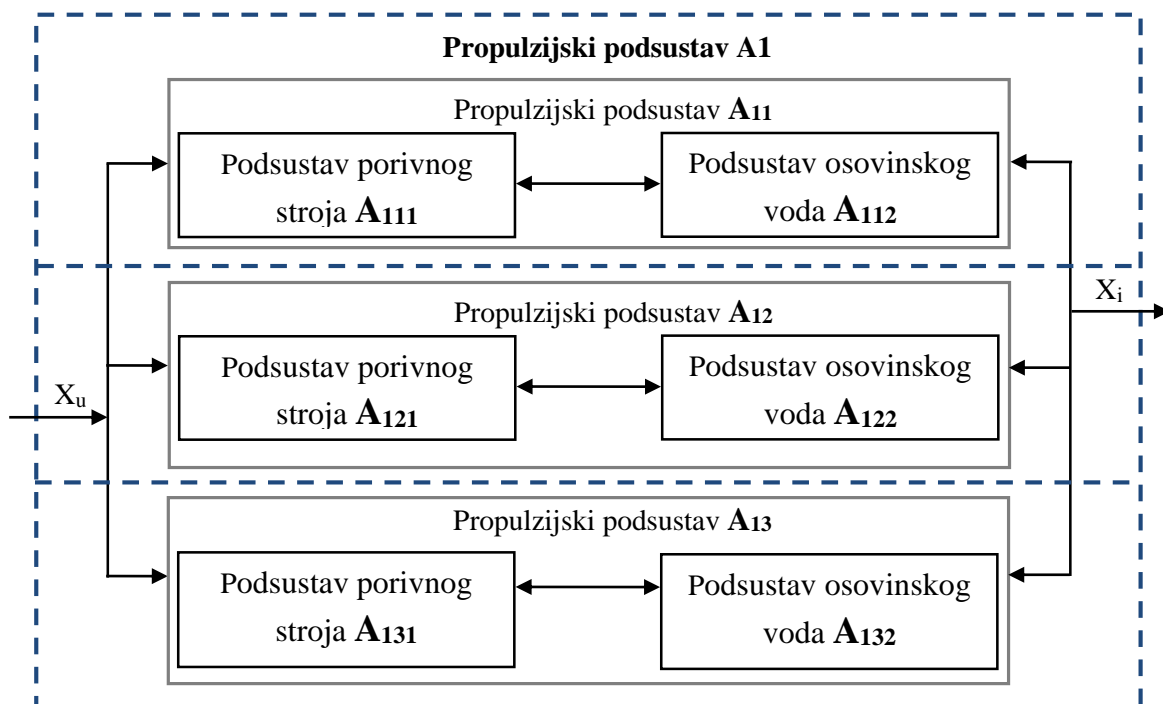 Propulzijski podsustav A1
Propulzijski podsustav A11
Podsustav porivnog
stroja A111
Podsustav osovinskog
voda A112
Xi
Propulzijski podsustav A12
Podsustav porivnog
stroja A121
Podsustav osovinskog
voda A122
Xu
Propulzijski podsustav A13
Podsustav porivnog
stroja A131
Podsustav osovinskog
voda A132